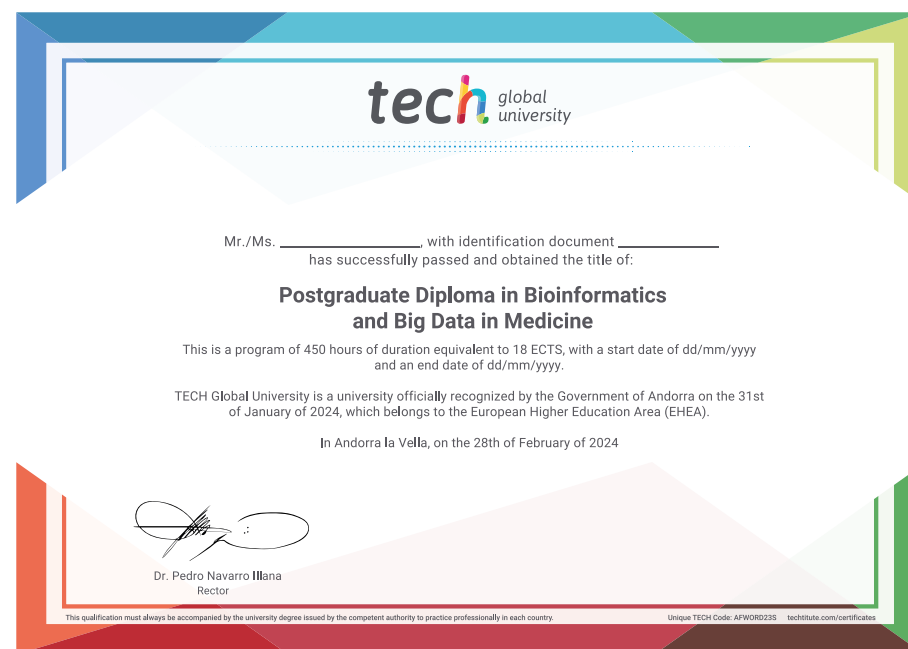 tech global university
Mr./Ms. ____________________, with identification document ______________
has successfully passed and obtained the title of:
Postgraduate Diploma in Bioinformatics
and Big Data in Medicine
This is a program of 450 hours of duration equivalent to 18 ECTS, with a start date of dd/mm/yyyy
and an end date of dd/mm/yyyy.
TECH Global University is a university officially recognized by the Government of Andorra on the 31st
of January of 2024, which belongs to the European Higher Education Area (EHEA).
In Andorra la Vella, on the 28th of February of 2024
Dr. Pedro Navarro Illana
Rector
This qualification must always be accompanied by the university degree issued by the competent authority to practice professionally in each country.
Unique TECH Code: AFWORD23S techtitute.com/certificates